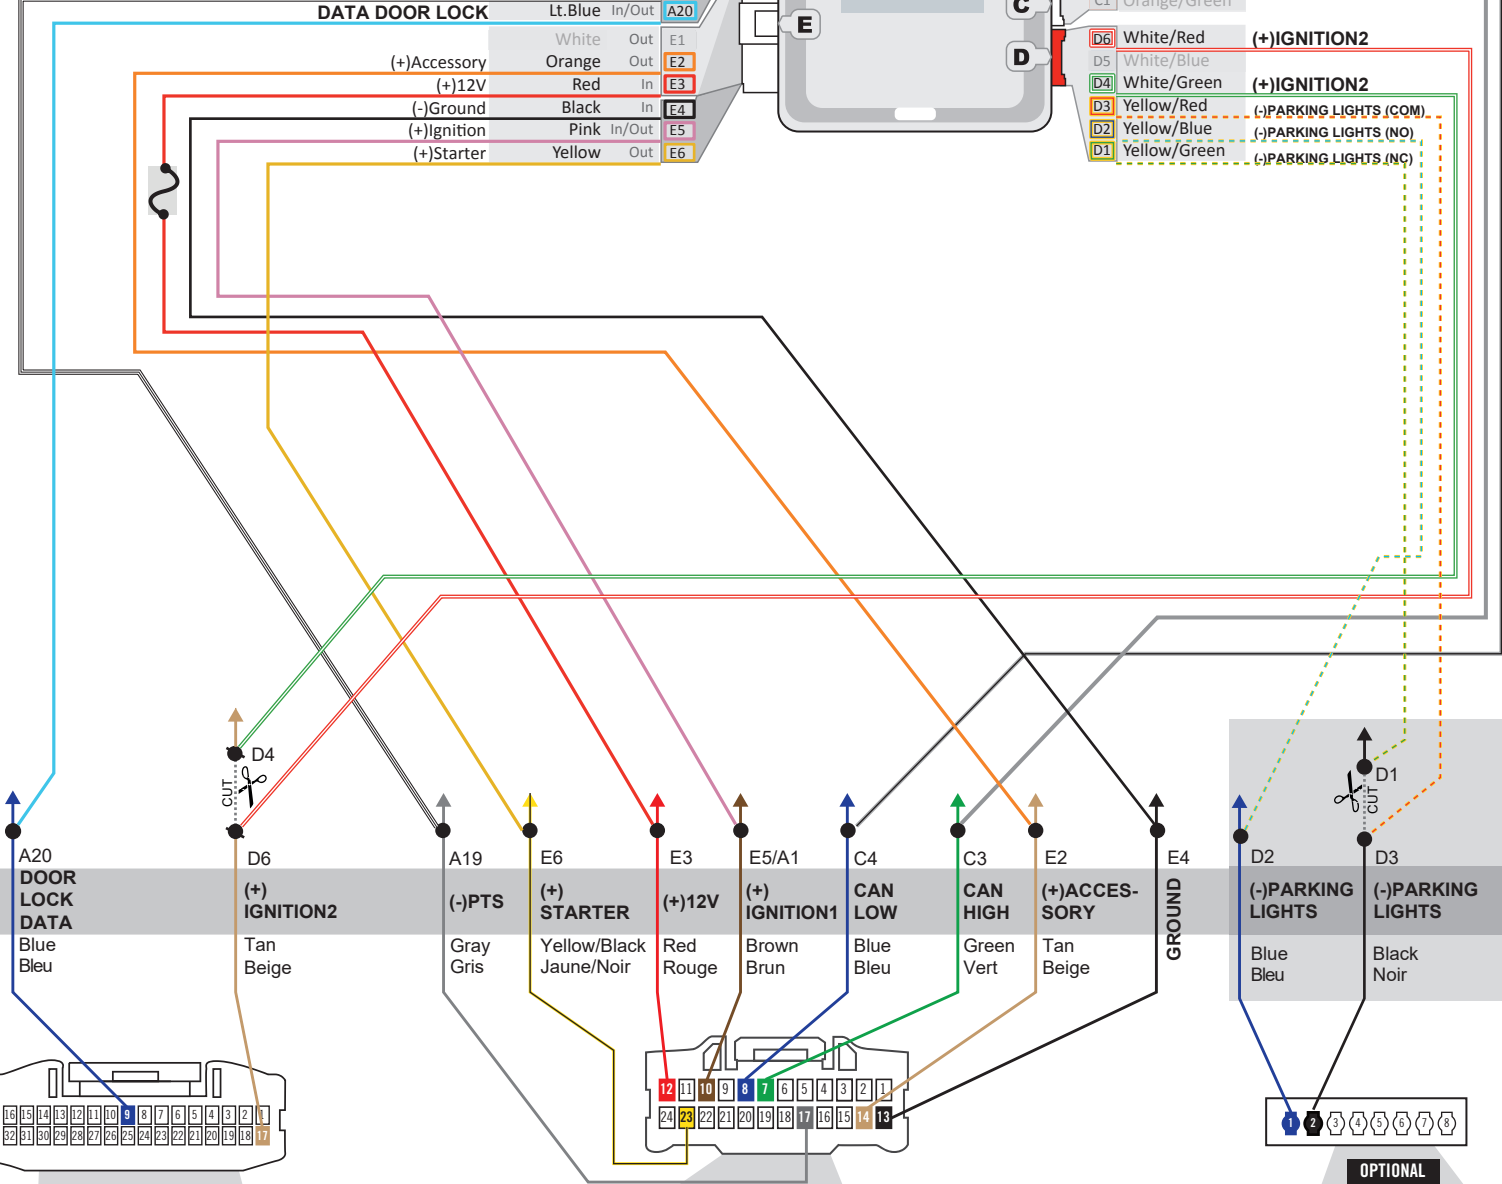 DATA DOOR LOCK Lt.Blue In/Out A20
White Out E1
(+)Accessory Orange Out E2
(+)12V Red In E3
(-)Ground Black In E4
(+)Ignition Pink In/Out E5
(+)Starter Yellow Out E6
E
C
D
C1 Orange/Green
D6 White/Red (+)IGNITION2
D5 White/Blue
D4 White/Green (+)IGNITION2
D3 Yellow/Red (-)PARKING LIGHTS (COM)
D2 Yellow/Blue (-)PARKING LIGHTS (NO)
D1 Yellow/Green (-)PARKING LIGHTS (NC)
D4
CUT
D1
CUT
A20
DOOR
LOCK
DATA
Blue
Bleu
D6
(+)
IGNITION2
Tan
Beige
A19
(-)PTS
Gray
Gris
E6
(+)
STARTER
Yellow/Black
Jaune/Noir
E3
(+)12V
Red
Rouge
E5/A1
(+)
IGNITION1
Brown
Brun
C4
CAN
LOW
Blue
Bleu
C3
CAN
HIGH
Green
Vert
E2
(+)ACCES-
SORY
Tan
Beige
E4
GROUND
D2
(-)PARKING
LIGHTS
Blue
Bleu
D3
(-)PARKING
LIGHTS
Black
Noir
16 15 14 13 12 11 10 9 8 7 6 5 4 3 2 1
32 31 30 29 28 27 26 25 24 23 22 21 20 19 18 17
12 11 10 9 8 7 6 5 4 3 2 1
24 23 22 21 20 19 18 17 16 15 14 13
1 2 3 4 5 6 7 8
OPTIONAL